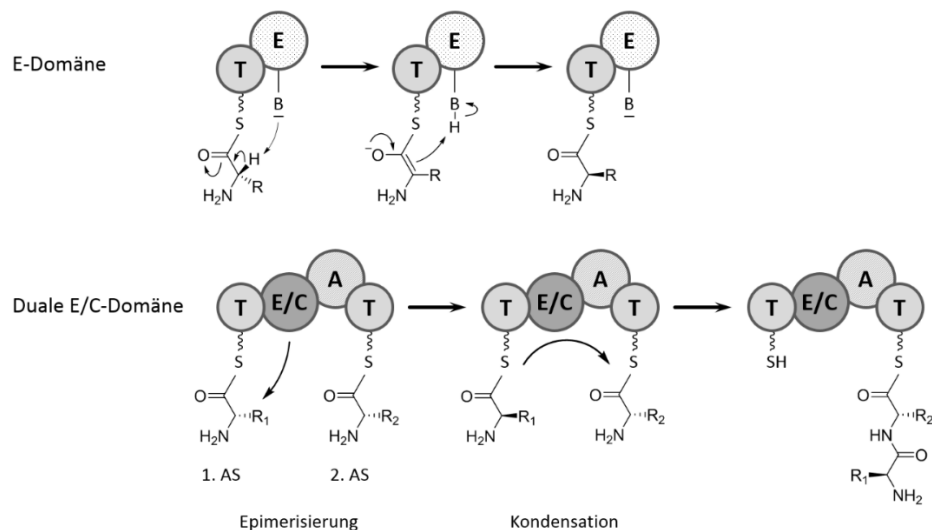 E-Domäne
E
T
B
S
O
H
R
H₂N
E
T
B
H
S
⁻O
R
H₂N
E
T
B
S
O
R
H₂N
Duale E/C-Domäne
T
E/C
A
T
S
S
O
R₁
H₂N
O
R₂
H₂N
T
E/C
A
T
S
S
O
R₁
H₂N
O
R₂
H₂N
T
E/C
A
T
SH
S
O
R₂
HN
O
R₁
NH₂
1. AS
2. AS
Epimerisierung
Kondensation